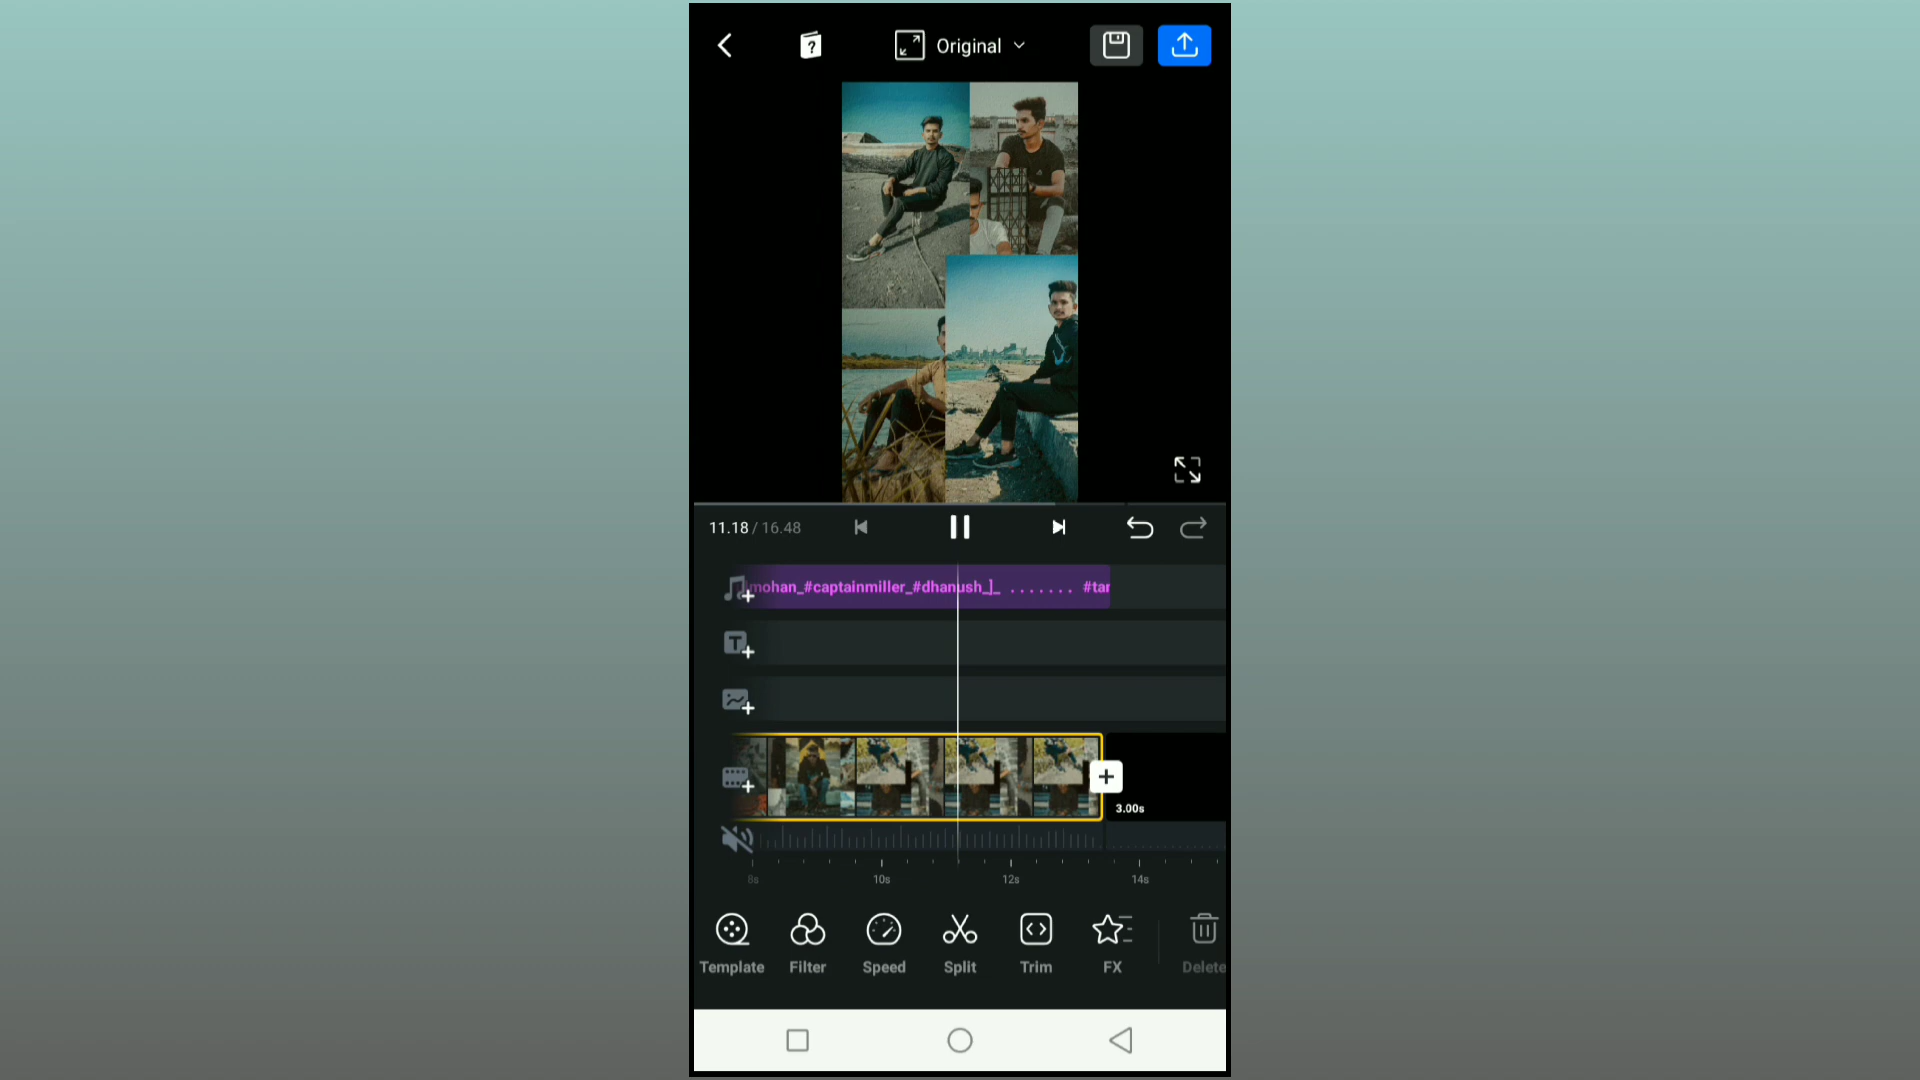 Original
11.18 / 16.48
mohan_#captainmiller_#dhanush_]_ ....... #tar
3.00s
8s 10s 12s 14s
Template Filter Speed Split Trim FX Delete